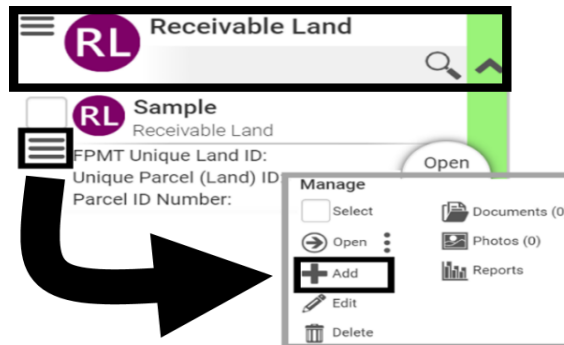 RL Receivable Land
RL Sample
Receivable Land
FPMT Unique Land ID:
Unique Parcel (Land) ID:
Parcel ID Number:
Open
Manage
Select
Documents (0
Open
Photos (0)
Add
Reports
Edit
Delete